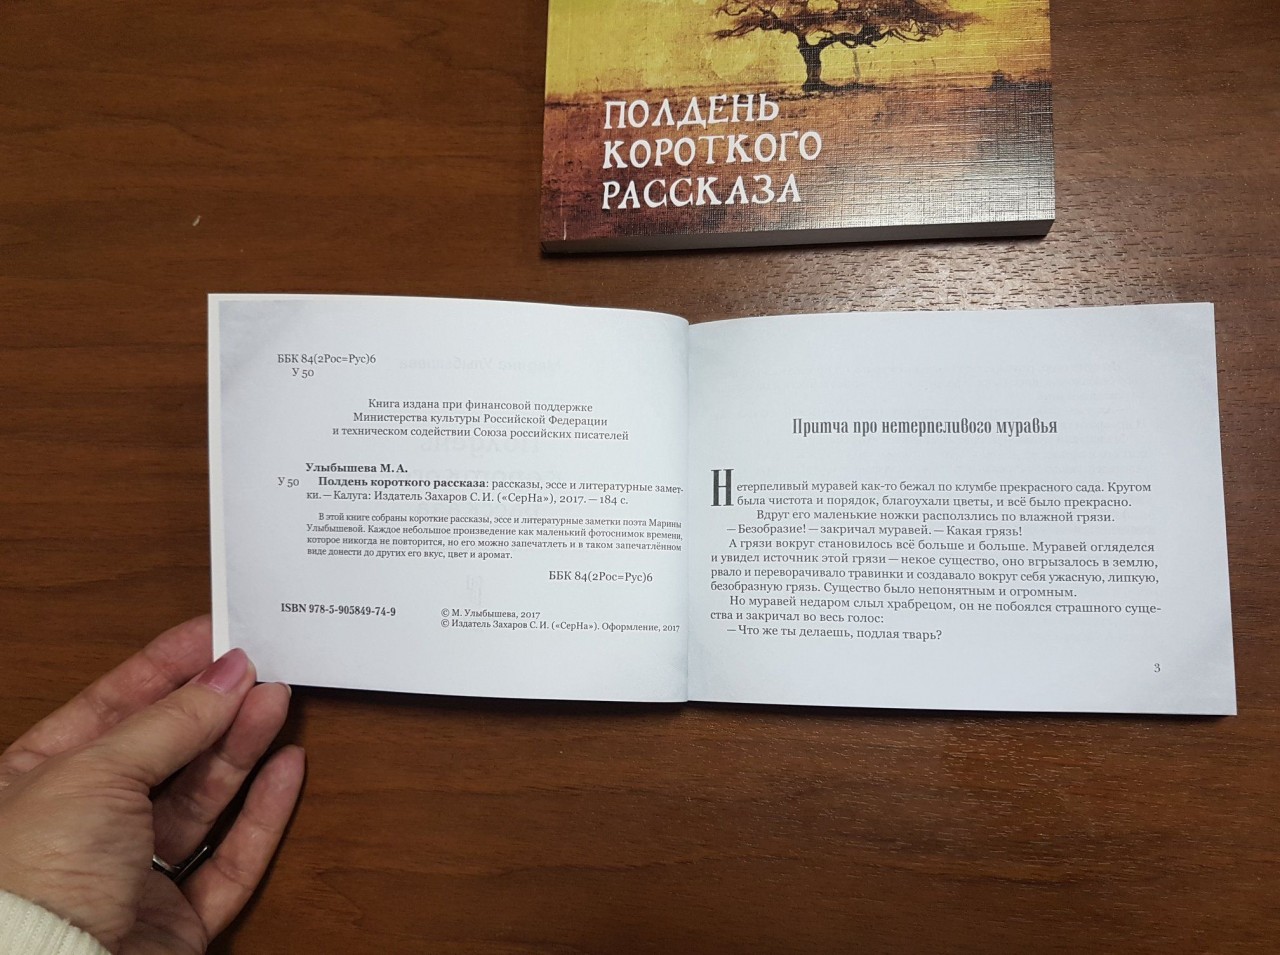 ПОЛДЕНЬ
КОРОТКОГО
РАССКАЗА
ББК 84(2Рос=Рус)6
У 50
Книга издана при финансовой поддержке
Министерства культуры Российской Федерации
и техническом содействии Союза российских писателей
Улыбышева М. А.
У 50 Полдень короткого рассказа: рассказы, эссе и литературные замет-
ки. — Калуга: Издатель Захаров С. И. («СерНа»), 2017. — 184 с.
В этой книге собраны короткие рассказы, эссе и литературные заметки поэта Марины
Улыбышевой. Каждое небольшое произведение как маленький фотоснимок времени,
которое никогда не повторится, но его можно запечатлеть и в таком запечатлённом
виде донести до других его вкус, цвет и аромат.
ББК 84(2Рос=Рус)6
ISBN 978-5-905849-74-9
© М. Улыбышева, 2017
© Издатель Захаров С. И. («СерНа»). Оформление, 2017
Притча про нетерпеливого муравья
Нетерпеливый муравей как-то бежал по клумбе прекрасного сада. Кругом
была чистота и порядок, благоухали цветы, и всё было прекрасно.
Вдруг его маленькие ножки расползлись по влажной грязи.
— Безобразие! — закричал муравей. — Какая грязь!
А грязи вокруг становилось всё больше и больше. Муравей огляделся
и увидел источник этой грязи — некое существо, оно вгрызалось в землю,
рвало и переворачивало травинки и создавало вокруг себя ужасную, липкую,
безобразную грязь. Существо было непонятным и огромным.
Но муравей недаром слыл храбрецом, он не побоялся страшного суще-
ства и закричал во весь голос:
— Что же ты делаешь, подлая тварь?
3